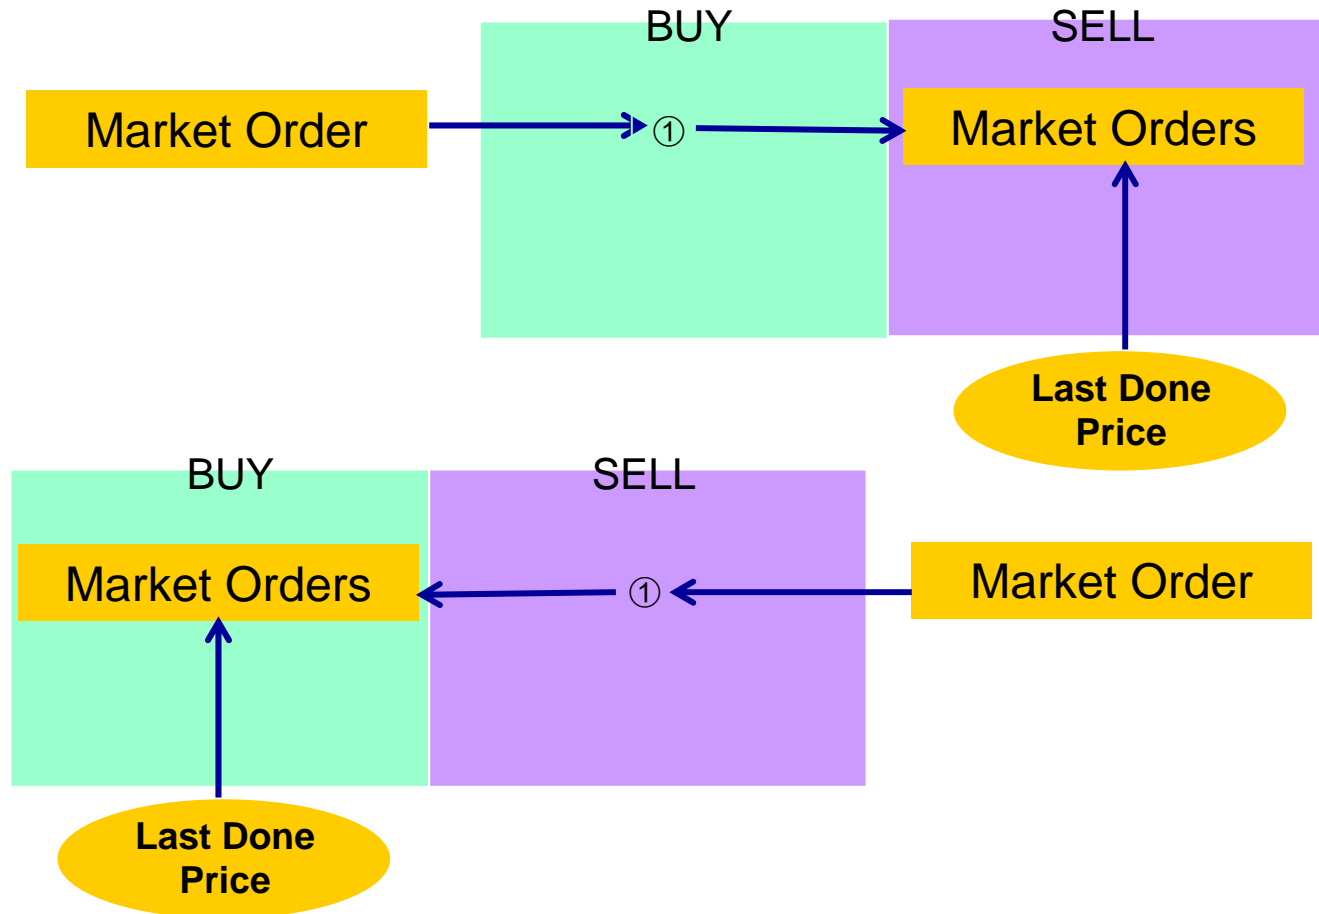 BUY
SELL
Market Order
①
Market Orders
Last Done
Price
BUY
SELL
Market Orders
①
Market Order
Last Done
Price